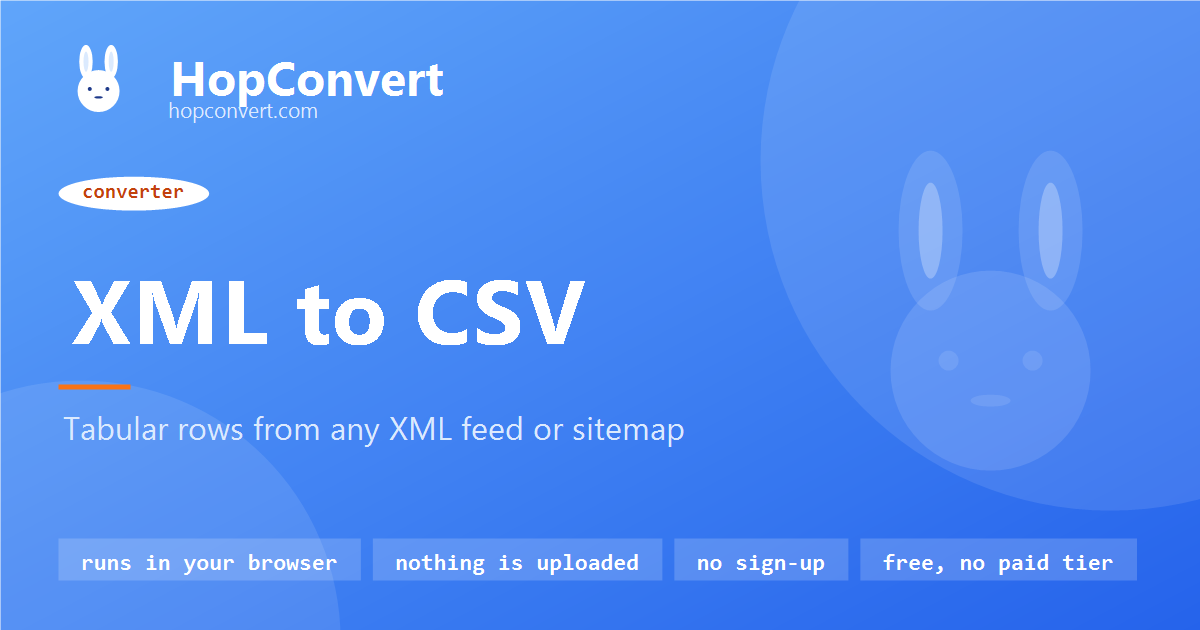 HopConvert
hopconvert.com
converter
XML to CSV
Tabular rows from any XML feed or sitemap
runs in your browser
nothing is uploaded
no sign-up
free, no paid tier